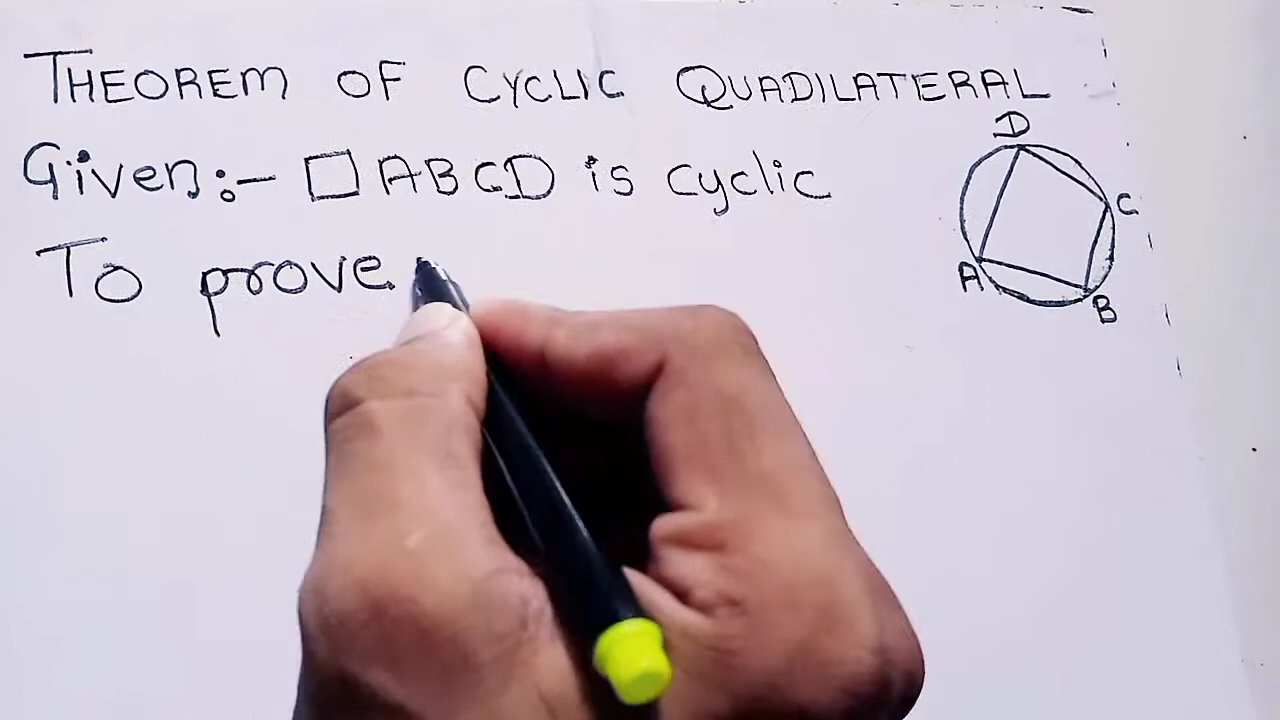 THEOREM OF CYCLIC QUADILATERAL
Given:- □ ABCD is cyclic
To prove
D
C
A
B